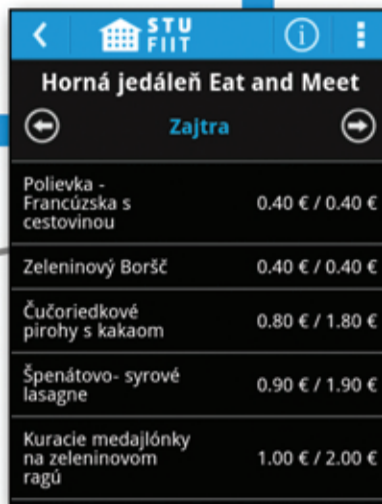 STU
FIIT
Horná jedáleň Eat and Meet
Zajtra
Polievka -
Francúzska s
cestovinou
0.40 € / 0.40 €
Zeleninový Boršč
0.40 € / 0.40 €
Čučoriedkové
pirohy s kakaom
0.80 € / 1.80 €
Špenátovo- syrové
lasagne
0.90 € / 1.90 €
Kuracie medajlónky
na zeleninovom
ragú
1.00 € / 2.00 €